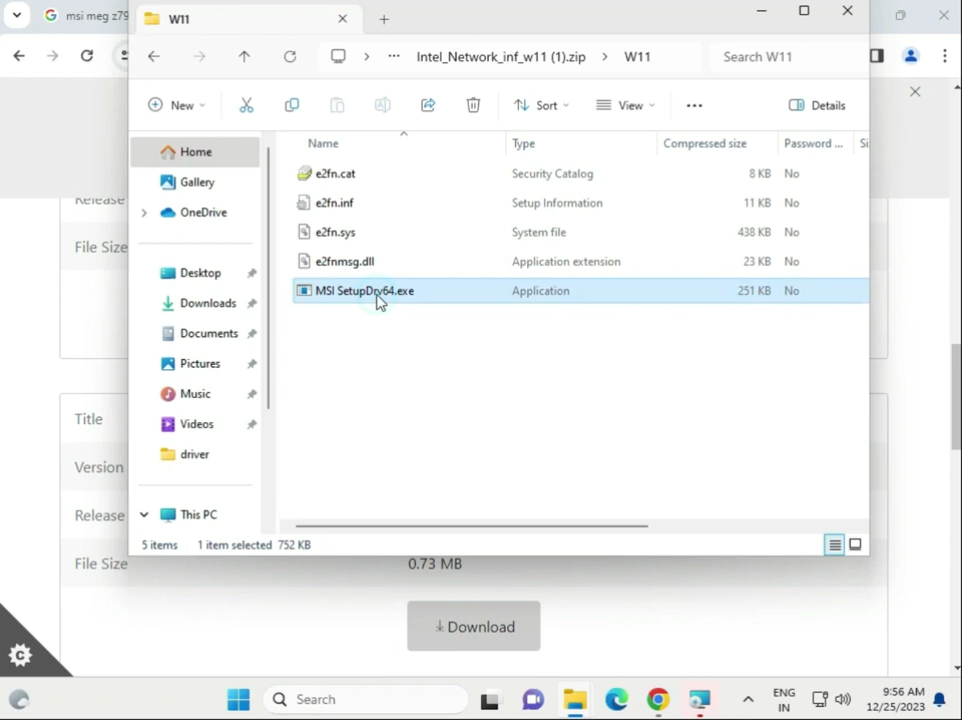 msi meg z79
W11
Intel_Network_inf_w11 (1).zip
W11
Search W11
New
Sort
View
Details
Name
Type
Compressed size
Password ...
Si
Home
Gallery
OneDrive
Desktop
Downloads
Documents
Pictures
Music
Videos
driver
This PC
e2fn.cat
Security Catalog
8 KB
No
e2fn.inf
Setup Information
11 KB
No
e2fn.sys
System file
438 KB
No
e2fnmsg.dll
Application extension
23 KB
No
MSI SetupDrv64.exe
Application
251 KB
No
5 items
1 item selected 752 KB
Release
File Size
Title
Version
Release
File Size
0.73 MB
Download
Search
ENG
IN
9:56 AM
12/25/2023